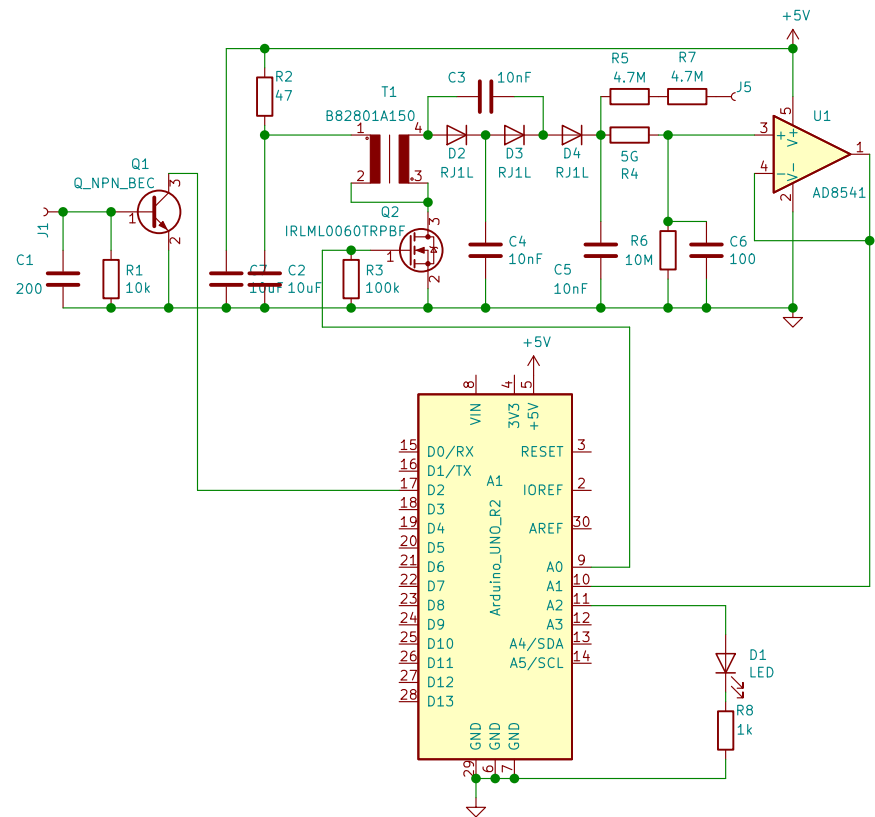 +5V
R2
47
T1
B82801A150
1
4
2
3
C3
10nF
R5
4.7M
R7
4.7M
J5
D2
RJ1L
D3
RJ1L
D4
RJ1L
5G
R4
U1
3
+
4
-
5
V+
V-
2
1
AD8541
Q1
Q_NPN_BEC
3
1
2
J1
C1
200
R1
10k
C7
10uF
C2
10uF
Q2
IRLML0060TRPBF
3
1
2
R3
100k
C4
10nF
C5
10nF
R6
10M
C6
100
+5V
8
4
5
VIN
3V3
+5V
15
D0/RX
RESET
3
16
D1/TX
A1
17
D2
IOREF
2
18
D3
Arduino_UNO_R2
19
D4
AREF
30
20
D5
21
D6
A0
9
22
D7
A1
10
23
D8
A2
11
24
D9
A3
12
25
D10
A4/SDA
13
26
D11
A5/SCL
14
27
D12
28
D13
GND
GND
GND
29
6
7
D1
LED
R8
1k